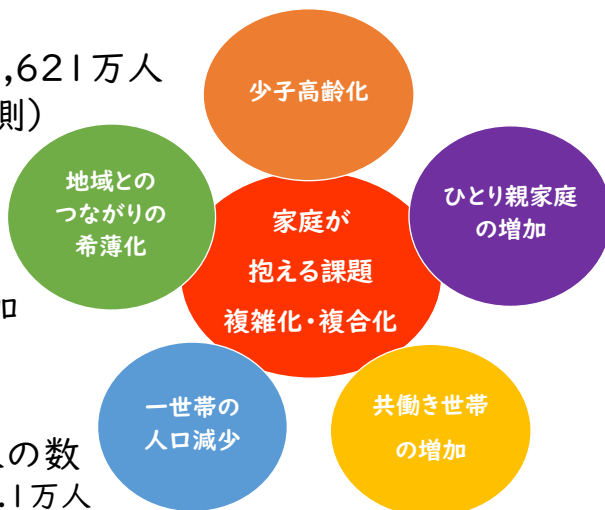 ,621万人
側)
少子高齢化
地域との
つながりの
希薄化
ひとり親家庭
の増加
家庭が
抱える課題
複雑化・複合化
加
一世帯の
人口減少
共働き世帯
の増加
の数
.1万人